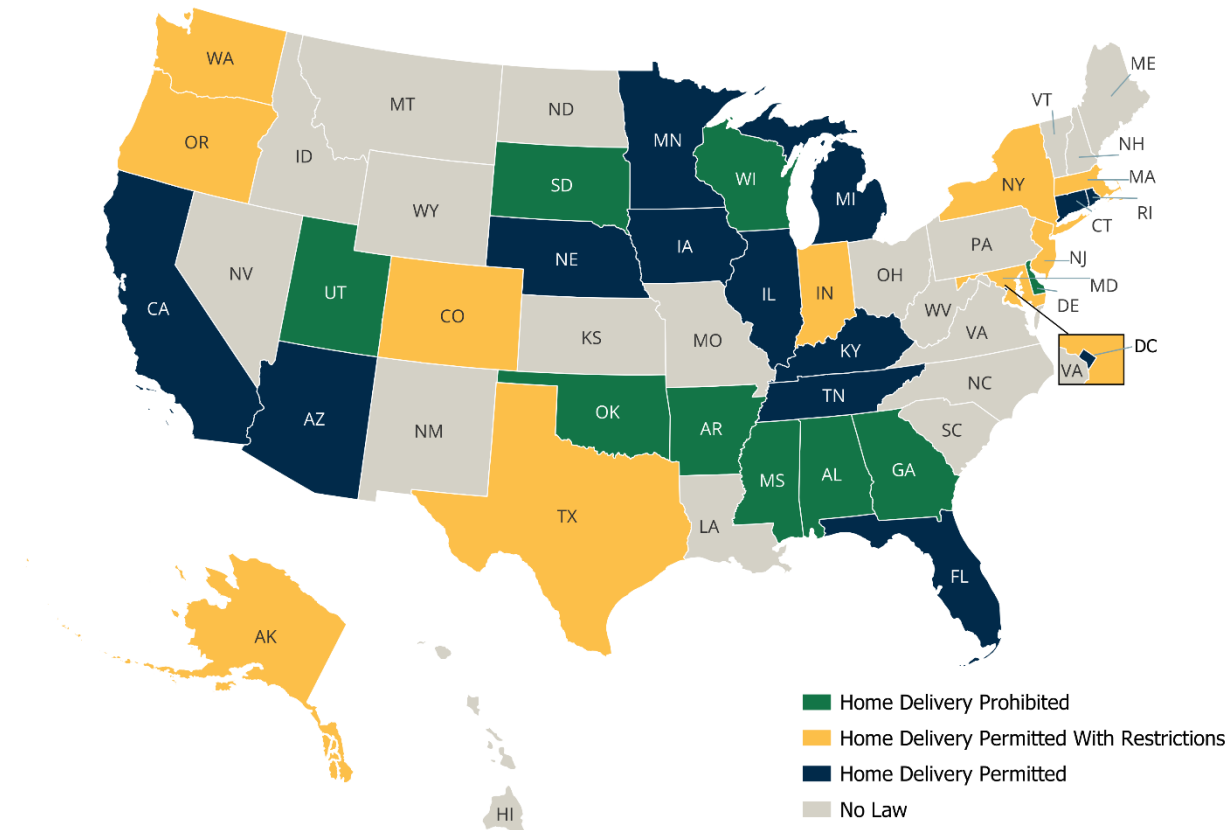 WA
ME
VT
MT
ND
MN
OR
NH
ID
SD
WI
NY
MA
MI
WY
RI
CT
IA
PA
NE
NV
OH
NJ
UT
IL
IN
MD
CA
CO
DE
WV
KS
MO
VA
KY
DC
VA
NC
TN
OK
AZ
AR
NM
SC
MS
AL
GA
TX
LA
FL
AK
HI
Home Delivery Prohibited
Home Delivery Permitted With Restrictions
Home Delivery Permitted
No Law